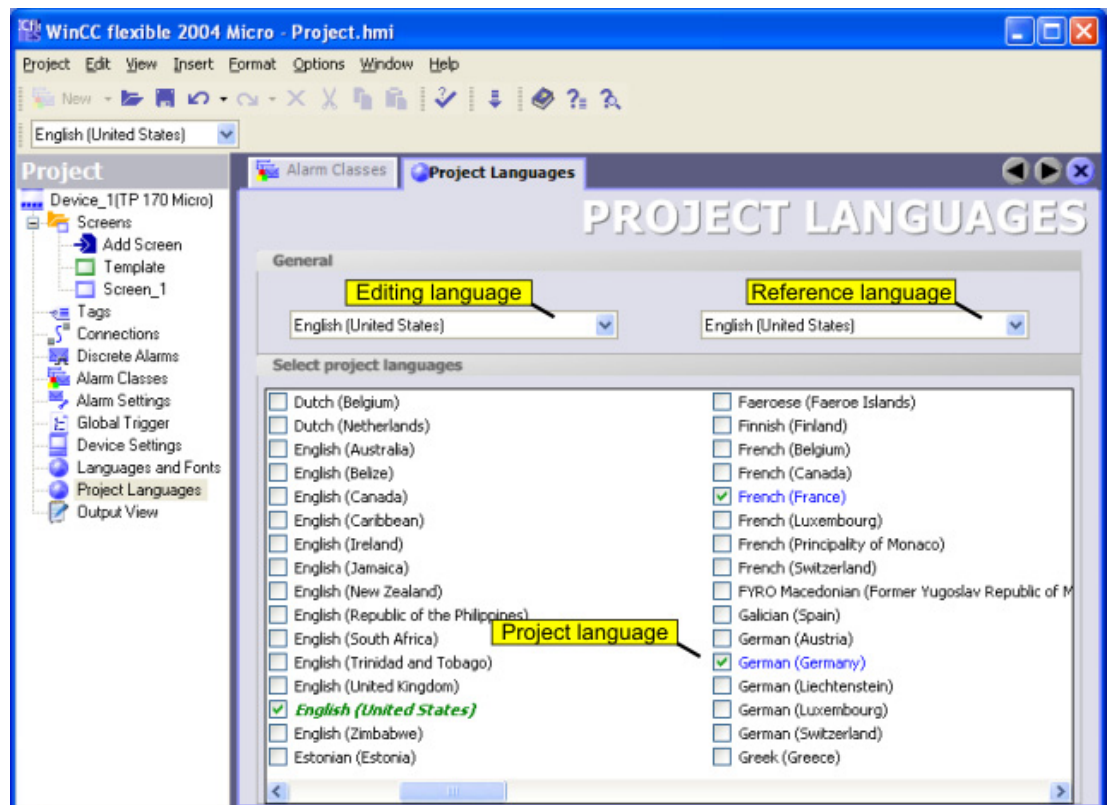 WinCC flexible 2004 Micro - Project.hmi
Project Edit View Insert Format Options Window Help
New
English (United States)
Project
Device_1(TP 170 Micro)
Screens
Add Screen
Template
Screen_1
Tags
Connections
Discrete Alarms
Alarm Classes
Alarm Settings
Global Trigger
Device Settings
Languages and Fonts
Project Languages
Output View
Alarm Classes
Project Languages
PROJECT LANGUAGES
General
Editing language
Reference language
English (United States)
English (United States)
Select project languages
Dutch (Belgium)
Dutch (Netherlands)
English (Australia)
English (Belize)
English (Canada)
English (Caribbean)
English (Ireland)
English (Jamaica)
English (New Zealand)
English (Republic of the Philippines)
English (South Africa)
English (Trinidad and Tobago)
English (United Kingdom)
English (United States)
English (Zimbabwe)
Estonian (Estonia)
Project language
Faeroese (Faeroe Islands)
Finnish (Finland)
French (Belgium)
French (Canada)
French (France)
French (Luxembourg)
French (Principality of Monaco)
French (Switzerland)
FYRO Macedonian (Former Yugoslav Republic of M
Galician (Spain)
German (Austria)
German (Germany)
German (Liechtenstein)
German (Luxembourg)
German (Switzerland)
Greek (Greece)